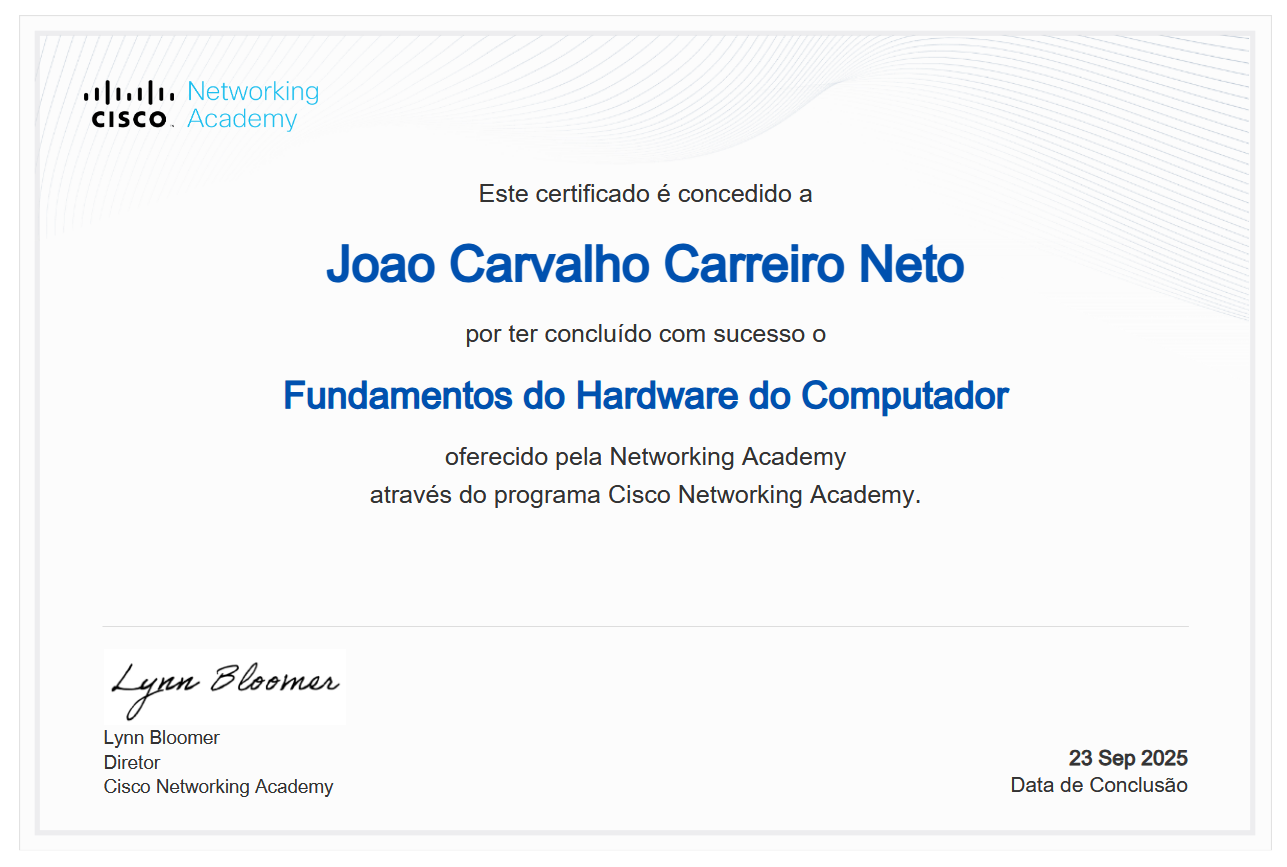 CISCO Networking Academy
Este certificado é concedido a
Joao Carvalho Carreiro Neto
por ter concluído com sucesso o
Fundamentos do Hardware do Computador
oferecido pela Networking Academy
através do programa Cisco Networking Academy.
Lynn Bloomer
Lynn Bloomer
Diretor
Cisco Networking Academy
23 Sep 2025
Data de Conclusão